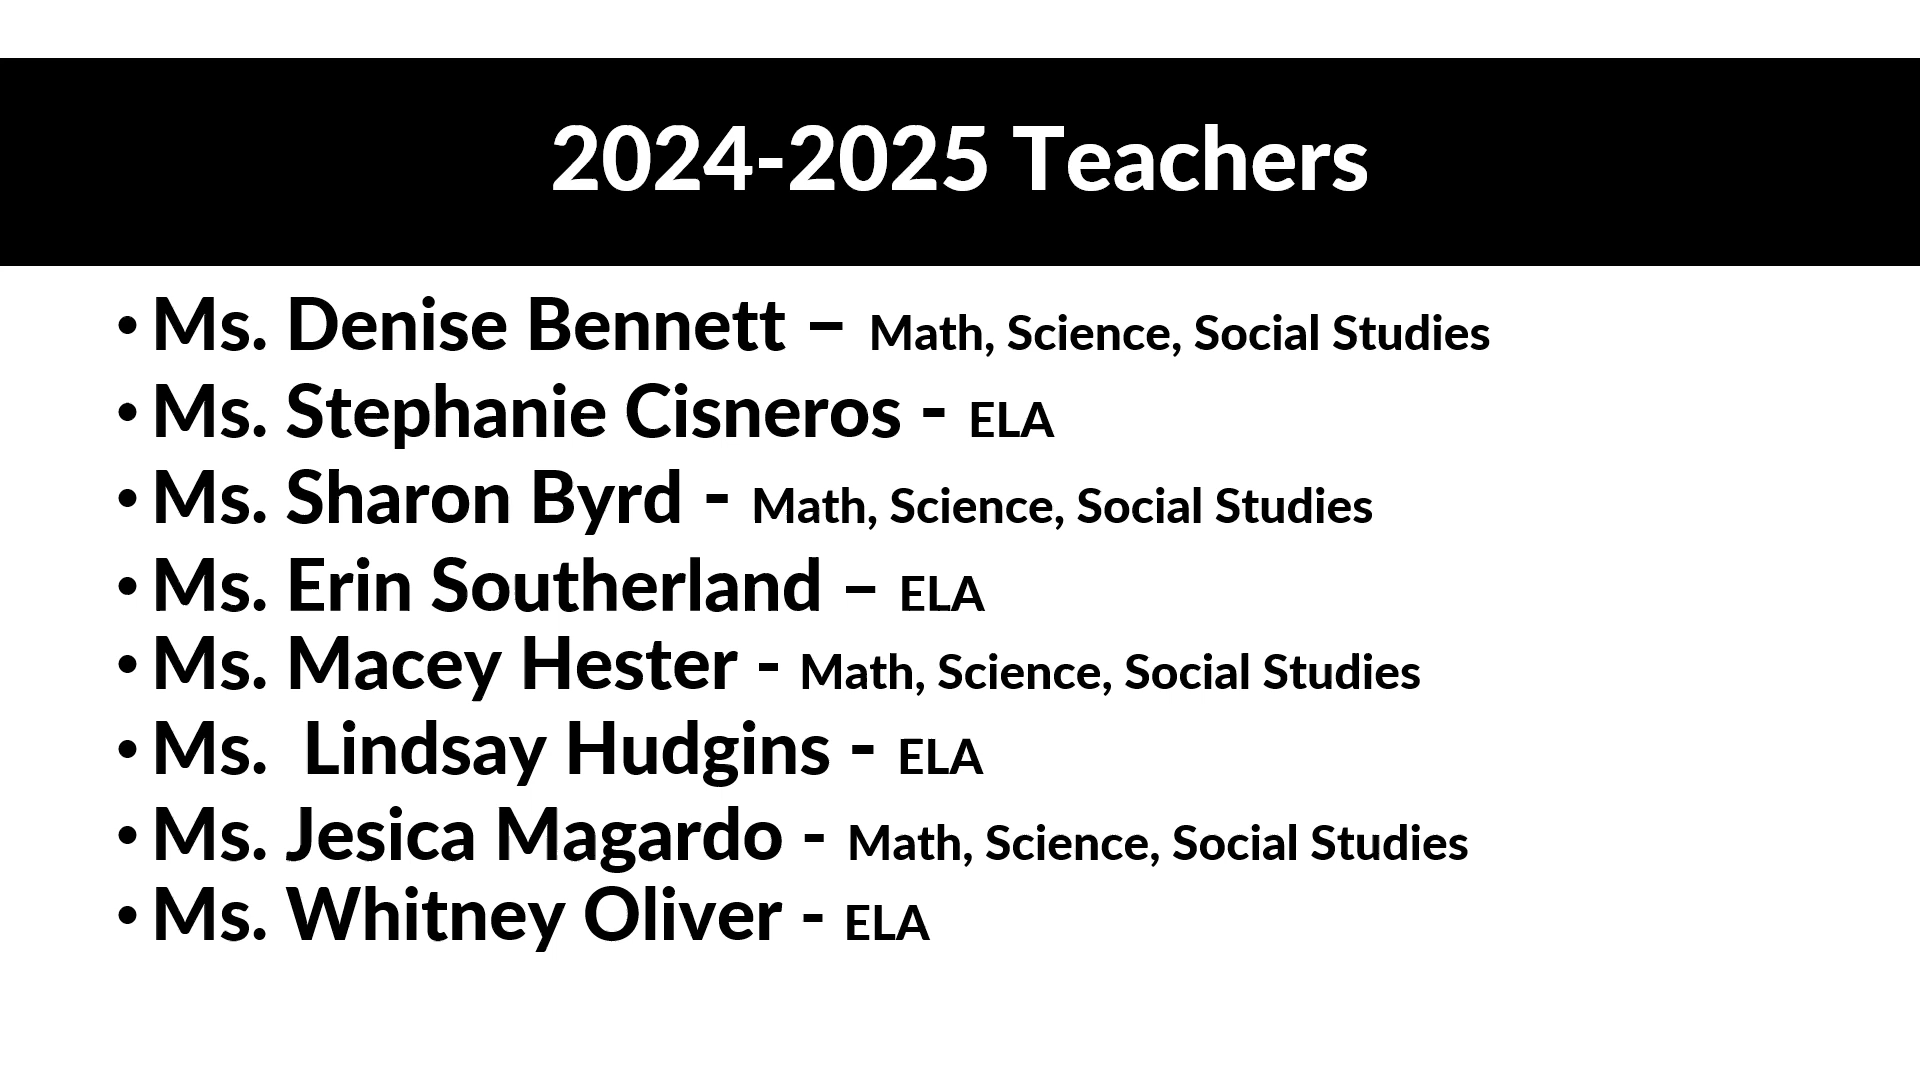 2024-2025 Teachers
• Ms. Denise Bennett – Math, Science, Social Studies
• Ms. Stephanie Cisneros - ELA
• Ms. Sharon Byrd - Math, Science, Social Studies
• Ms. Erin Southerland – ELA
• Ms. Macey Hester - Math, Science, Social Studies
• Ms.  Lindsay Hudgins - ELA
• Ms. Jesica Magardo - Math, Science, Social Studies
• Ms. Whitney Oliver - ELA